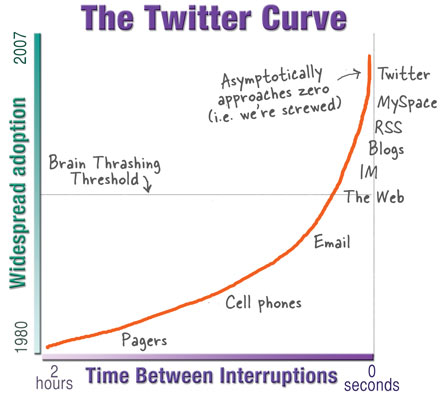 The Twitter Curve
2007
Widespread adoption
1980
Asymptotically
approaches zero
(i.e. we're screwed)
Twitter
MySpace
RSS
Blogs
IM
The Web
Brain Thrashing
Threshold
Email
Cell phones
Pagers
2
hours
Time Between Interruptions
0
seconds